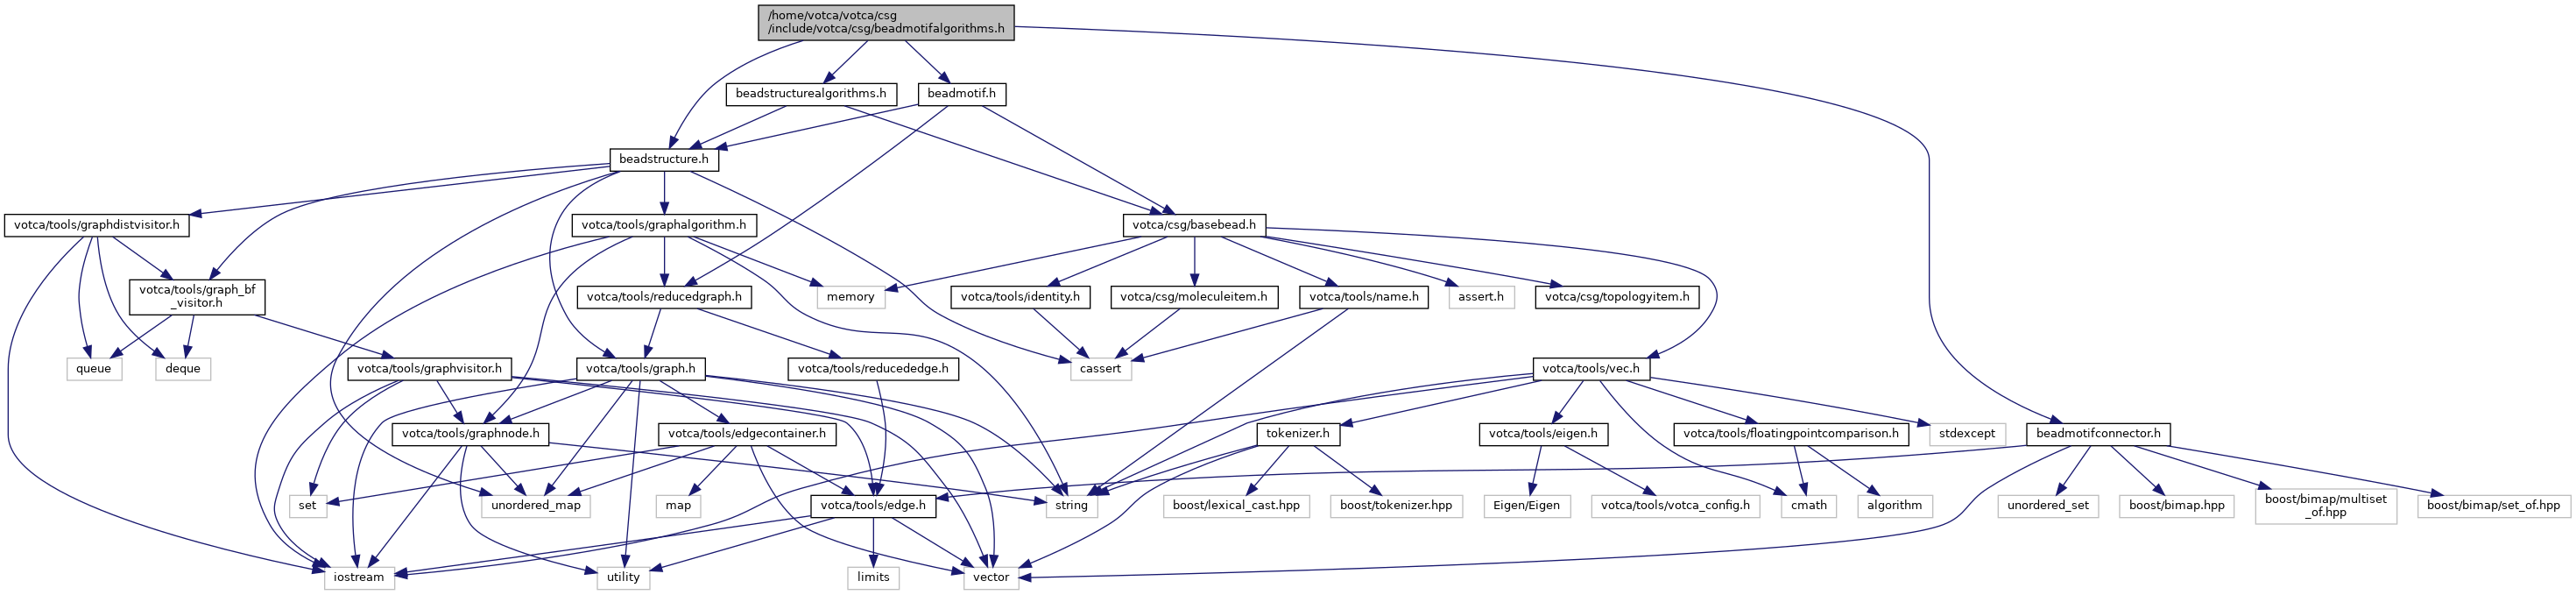 /home/votca/votca/csg
/include/votca/csg/beadmotifalgorithms.h
beadstructurealgorithms.h
beadmotif.h
beadstructure.h
votca/tools/graphdistvisitor.h
votca/tools/graphalgorithm.h
votca/csg/basebead.h
votca/tools/graph_bf
_visitor.h
votca/tools/reducedgraph.h
memory
votca/tools/identity.h
votca/csg/moleculeitem.h
votca/tools/name.h
assert.h
votca/csg/topologyitem.h
queue
deque
votca/tools/graphvisitor.h
votca/tools/graph.h
votca/tools/reducededge.h
cassert
votca/tools/vec.h
votca/tools/graphnode.h
votca/tools/edgecontainer.h
tokenizer.h
votca/tools/eigen.h
votca/tools/floatingpointcomparison.h
stdexcept
beadmotifconnector.h
set
unordered_map
map
votca/tools/edge.h
string
boost/lexical_cast.hpp
boost/tokenizer.hpp
Eigen/Eigen
votca/tools/votca_config.h
cmath
algorithm
unordered_set
boost/bimap.hpp
boost/bimap/multiset
_of.hpp
boost/bimap/set_of.hpp
iostream
utility
limits
vector